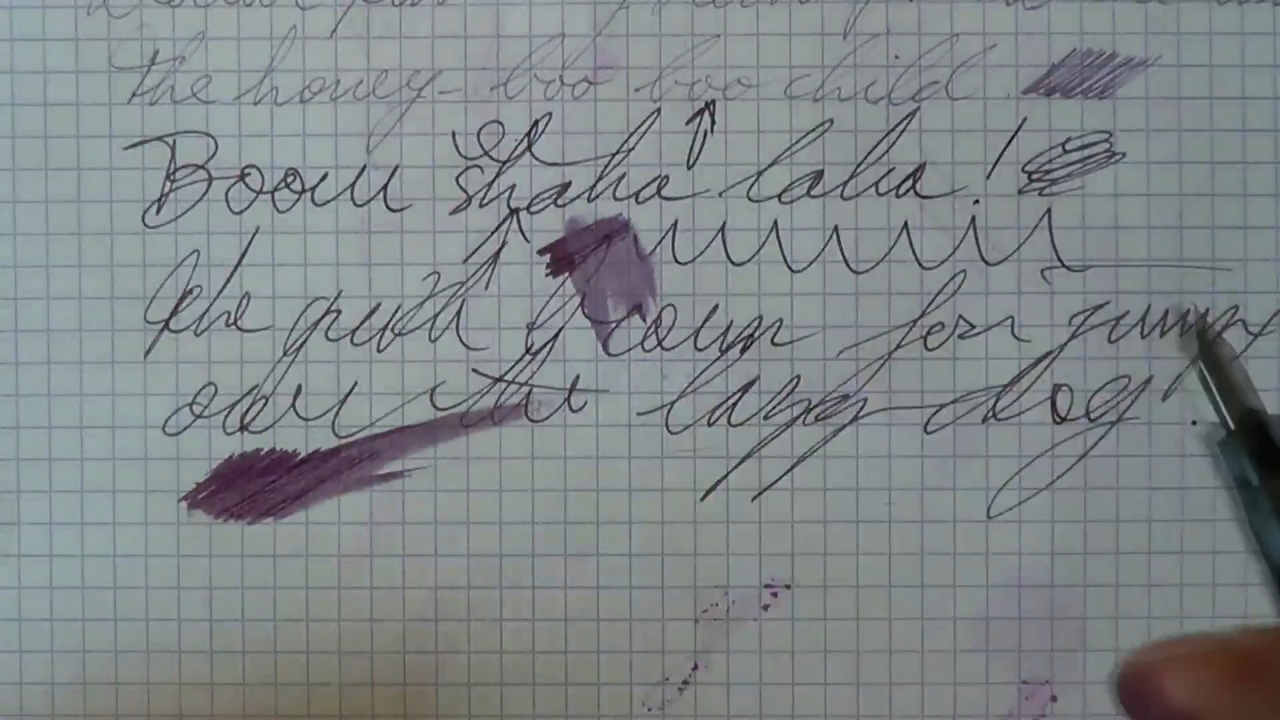 the honey-boo boo child
Boom shaka laka!
the quick brown fox jumps
over the lazy dog.